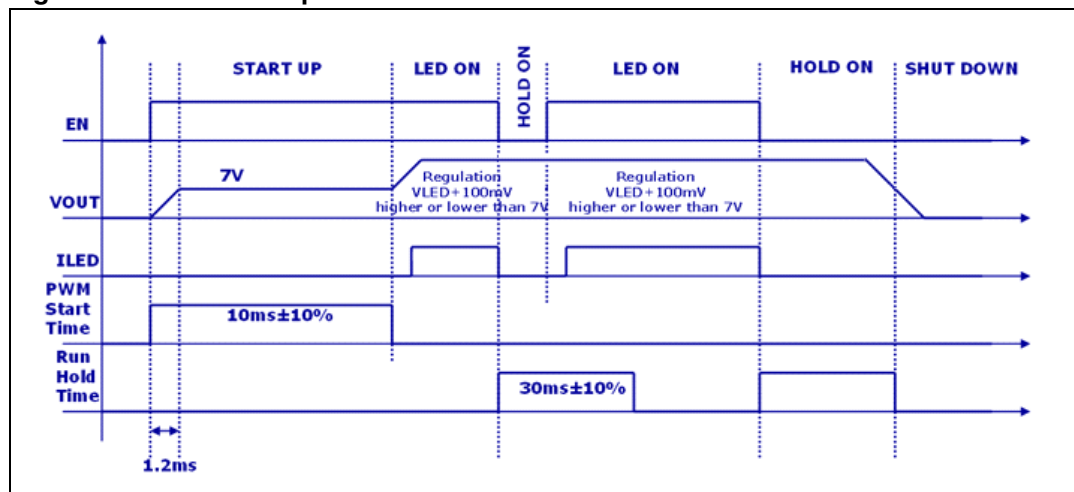 START UP
LED ON
HOLD ON
LED ON
HOLD ON
SHUT DOWN
EN
7V
VOUT
Regulation
VLED+100mV
higher or lower than 7V
Regulation
VLED+100mV
higher or lower than 7V
ILED
PWM
Start
Time
10ms±10%
Run
Hold
Time
30ms±10%
1.2ms